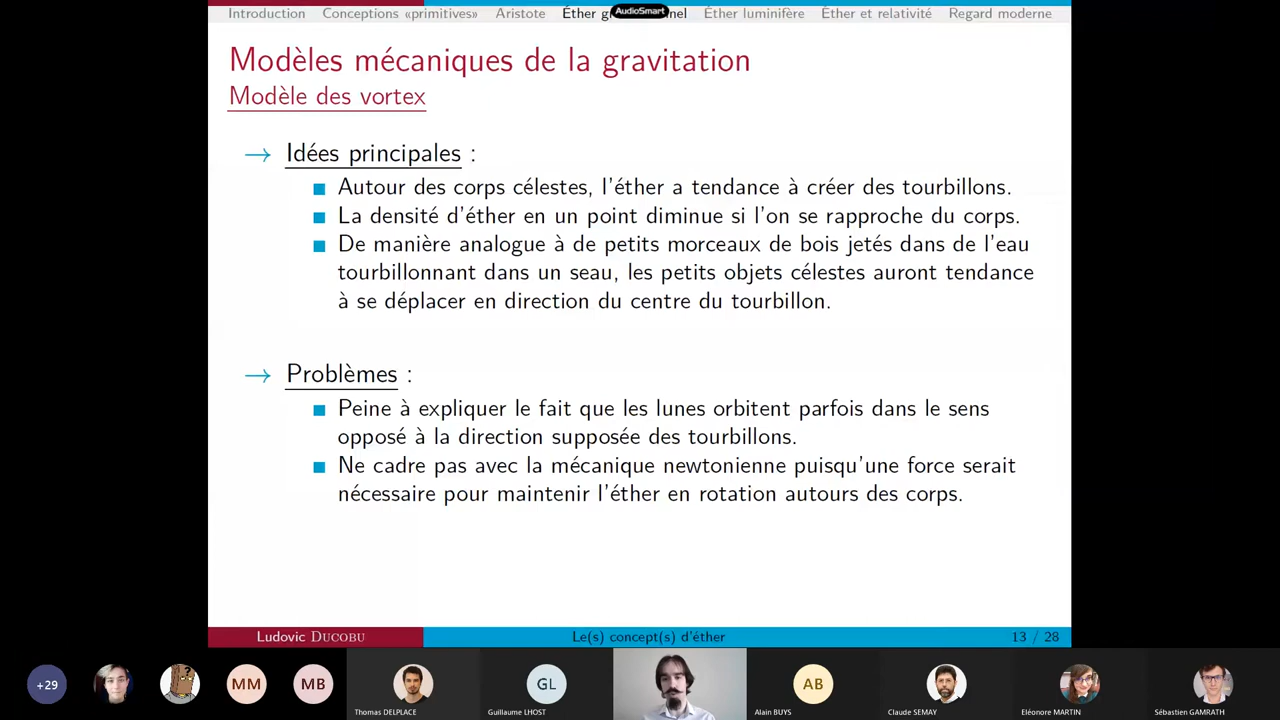 Introduction Conceptions «primitives» Aristote Éther nel Éther luminifère Éther et relativité Regard moderne
AudioSmart
Modèles mécaniques de la gravitation
Modèle des vortex
→ Idées principales :
Autour des corps célestes, l'éther a tendance à créer des tourbillons.
La densité d'éther en un point diminue si l'on se rapproche du corps.
De manière analogue à de petits morceaux de bois jetés dans de l'eau
tourbillonnant dans un seau, les petits objets célestes auront tendance
à se déplacer en direction du centre du tourbillon.
→ Problèmes :
Peine à expliquer le fait que les lunes orbitent parfois dans le sens
opposé à la direction supposée des tourbillons.
Ne cadre pas avec la mécanique newtonienne puisqu'une force serait
nécessaire pour maintenir l'éther en rotation autours des corps.
Ludovic Ducobu Le(s) concept(s) d'éther 13 / 28
+29 MM MB GL AB
Thomas DELPLACE Guillaume LHOST Alain BUYS Claude SEMAY Eléonore MARTIN Sébastien GAMRATH